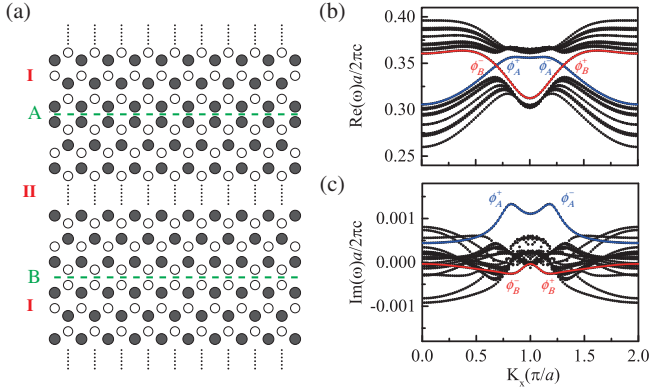 (a)
I
A
II
B
I
(b)
0.40
0.35
0.30
0.25
Re(ω)a/2πc
ϕ_B^- ϕ_A^+ ϕ_A^- ϕ_B^+
(c)
0.001
0.000
-0.001
Im(ω)a/2πc
ϕ_A^+ ϕ_A^-
ϕ_B^- ϕ_B^+
0.0 0.5 1.0 1.5 2.0
K_x(π/a)